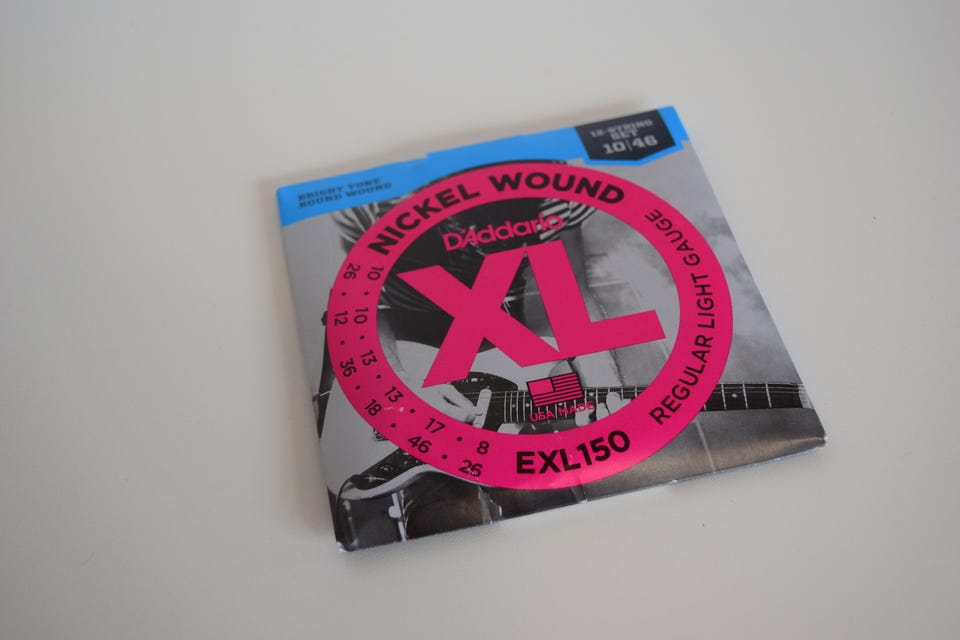 BRIGHT TONE
ROUND WOUND
12-STRING
SET
10|46
NICKEL WOUND
D'Addario
XL
USA MADE
REGULAR LIGHT GAUGE
EXL150
10 • 10 • 13 • 13 • 17 • 8
26 • 12 • 36 • 18 • 46 • 26